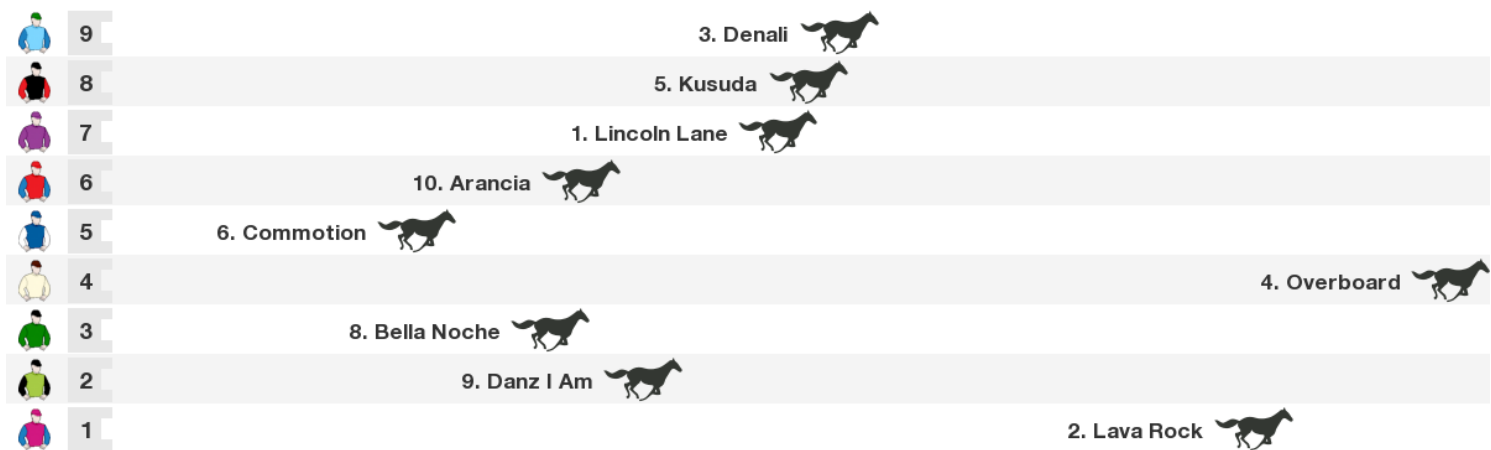 9 3. Denali
8 5. Kusuda
7 1. Lincoln Lane
6 10. Arancia
5 6. Commotion
4 4. Overboard
3 8. Bella Noche
2 9. Danz I Am
1 2. Lava Rock